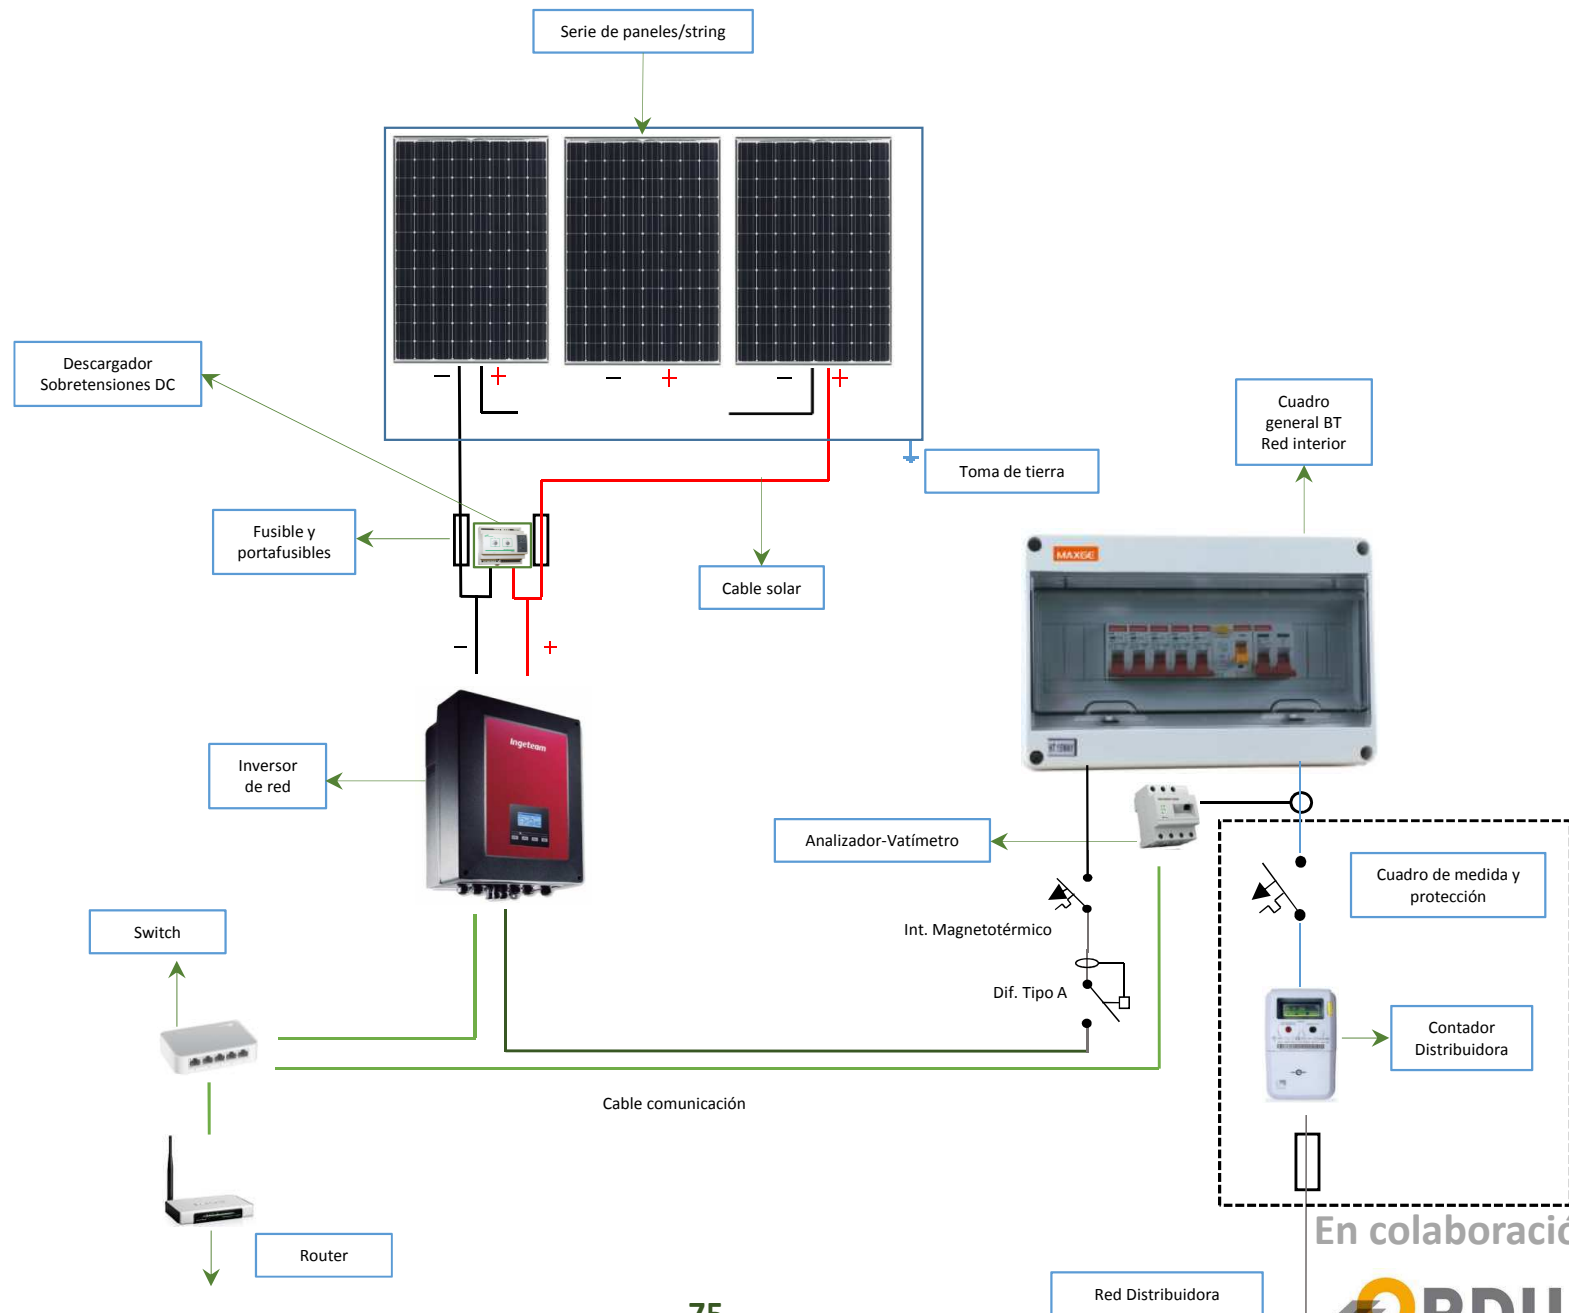 Serie de paneles/string
Descargador
Sobretensiones DC
Cuadro
general BT
Red interior
Toma de tierra
Fusible y
portafusibles
Cable solar
MAXGE
Ingeteam
Inversor
de red
Analizador-Vatímetro
Cuadro de medida y
protección
Int. Magnetotérmico
Switch
Dif. Tipo A
Contador
Distribuidora
Cable comunicación
En colaboració
Router
Red Distribuidora
75